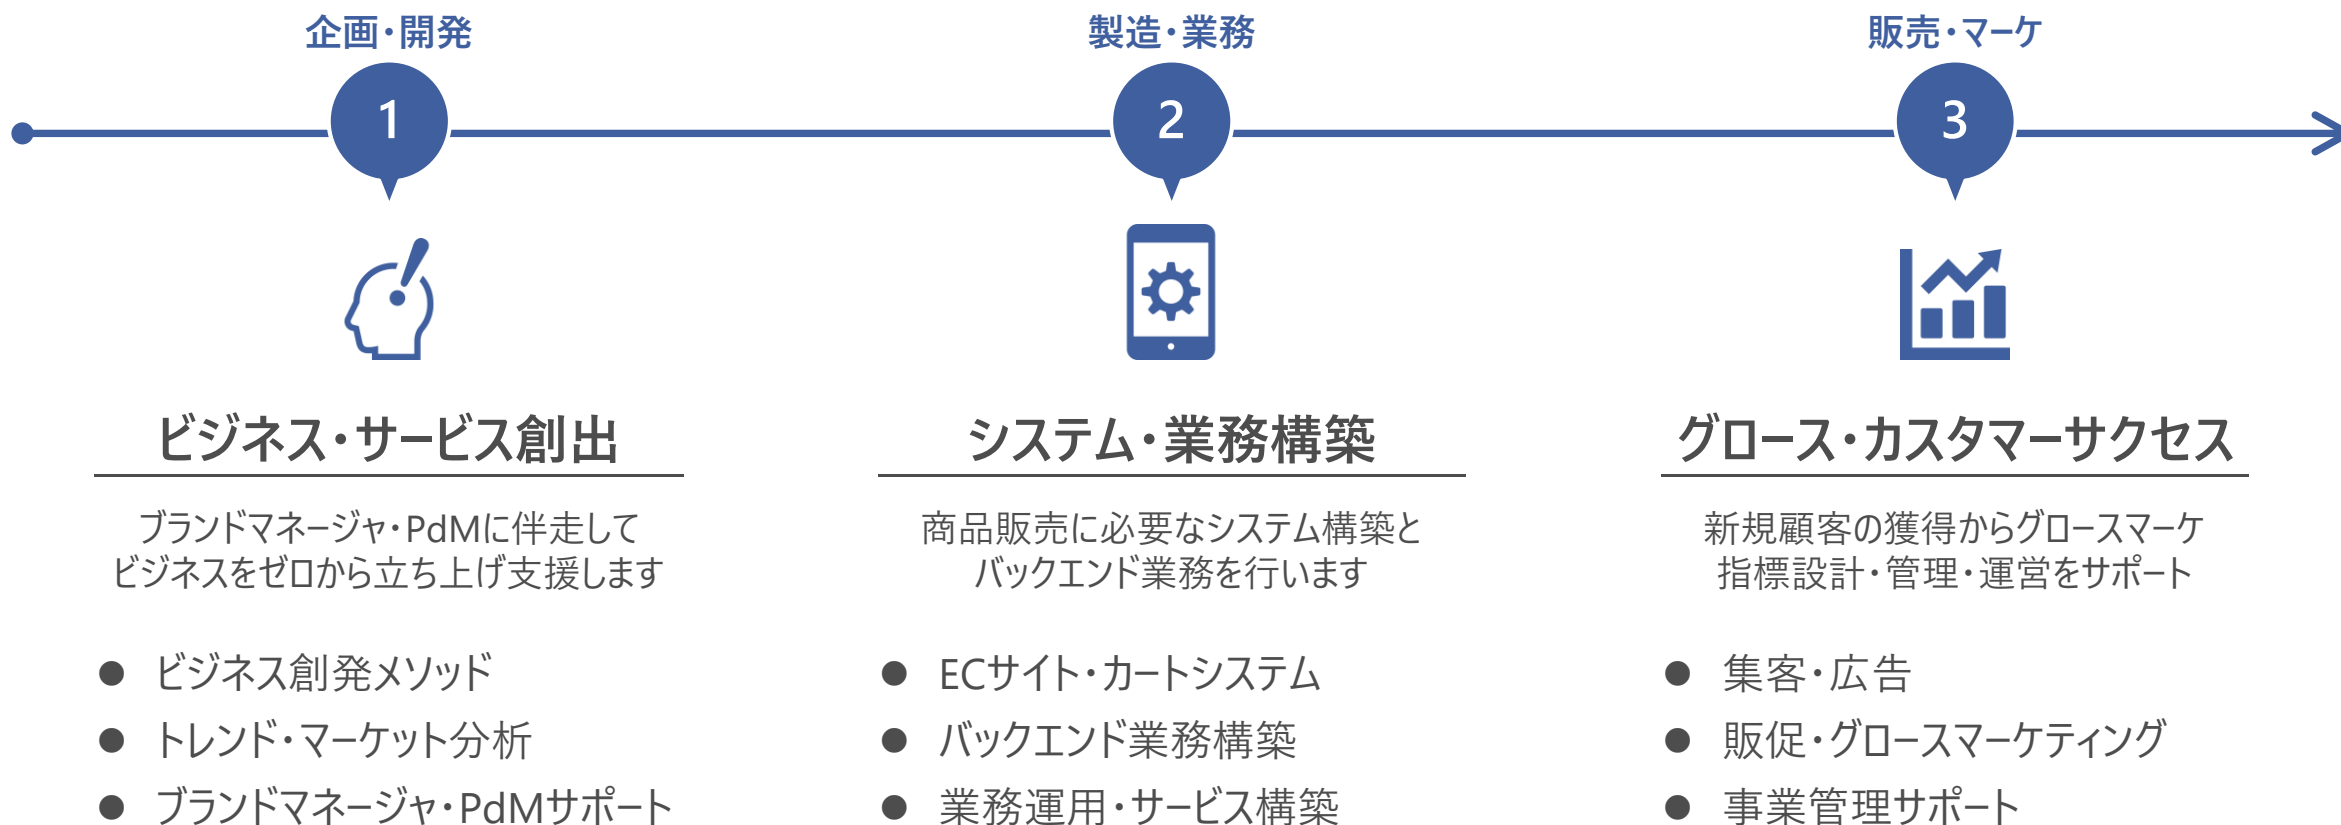 企画・開発
製造・業務
販売・マーケ
1
2
3
ビジネス・サービス創出
ブランドマネージャ・PdMに伴走して
ビジネスをゼロから立ち上げ支援します
● ビジネス創発メソッド
● トレンド・マーケット分析
● ブランドマネージャ・PdMサポート
システム・業務構築
商品販売に必要なシステム構築と
バックエンド業務を行います
● ECサイト・カートシステム
● バックエンド業務構築
● 業務運用・サービス構築
グロース・カスタマーサクセス
新規顧客の獲得からグロースマーケ
指標設計・管理・運営をサポート
● 集客・広告
● 販促・グロースマーケティング
● 事業管理サポート